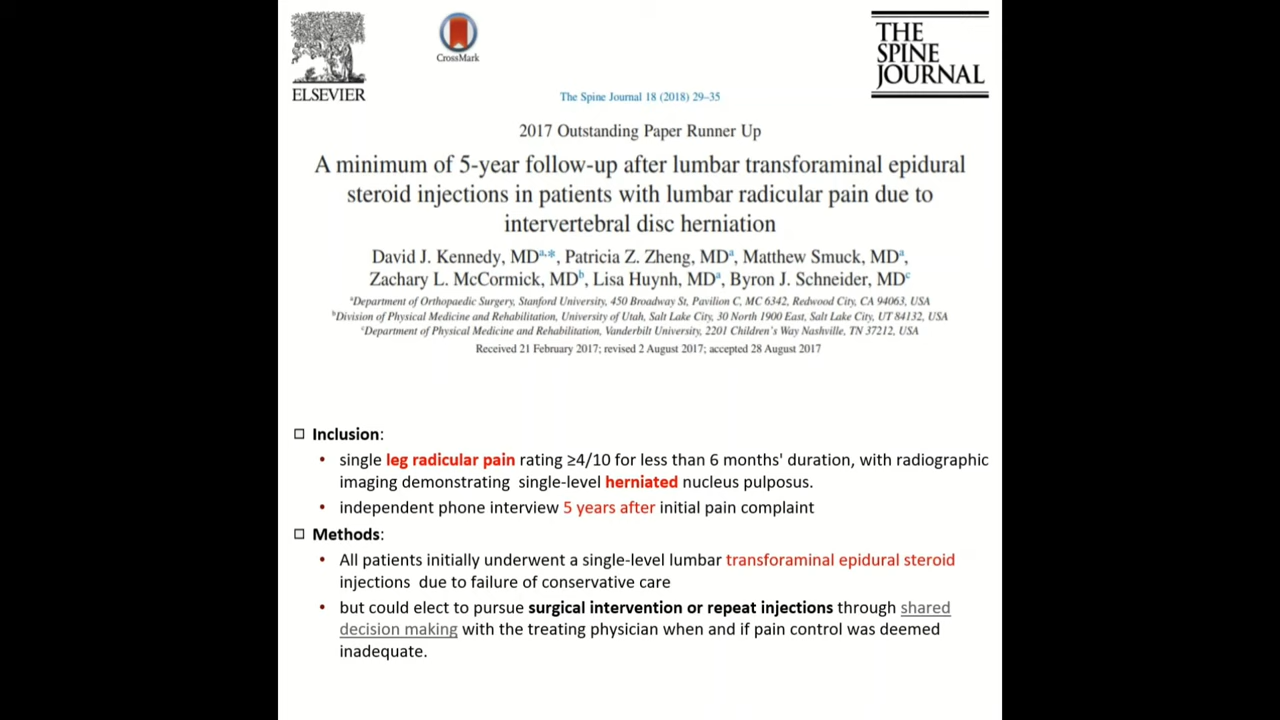 ELSEVIER
CrossMark
THE
SPINE
JOURNAL
The Spine Journal 18 (2018) 29–35
2017 Outstanding Paper Runner Up
A minimum of 5-year follow-up after lumbar transforaminal epidural
steroid injections in patients with lumbar radicular pain due to
intervertebral disc herniation
David J. Kennedy, MDa,*, Patricia Z. Zheng, MDa, Matthew Smuck, MDa,
Zachary L. McCormick, MDb, Lisa Huynh, MDa, Byron J. Schneider, MDc
aDepartment of Orthopaedic Surgery, Stanford University, 450 Broadway St, Pavilion C, MC 6342, Redwood City, CA 94063, USA
bDivision of Physical Medicine and Rehabilitation, University of Utah, Salt Lake City, 30 North 1900 East, Salt Lake City, UT 84132, USA
cDepartment of Physical Medicine and Rehabilitation, Vanderbilt University, 2201 Children's Way Nashville, TN 37212, USA
Received 21 February 2017; revised 2 August 2017; accepted 28 August 2017
□ Inclusion:
• single leg radicular pain rating ≥4/10 for less than 6 months' duration, with radiographic
imaging demonstrating single-level herniated nucleus pulposus.
• independent phone interview 5 years after initial pain complaint
□ Methods:
• All patients initially underwent a single-level lumbar transforaminal epidural steroid
injections due to failure of conservative care
• but could elect to pursue surgical intervention or repeat injections through shared
decision making with the treating physician when and if pain control was deemed
inadequate.